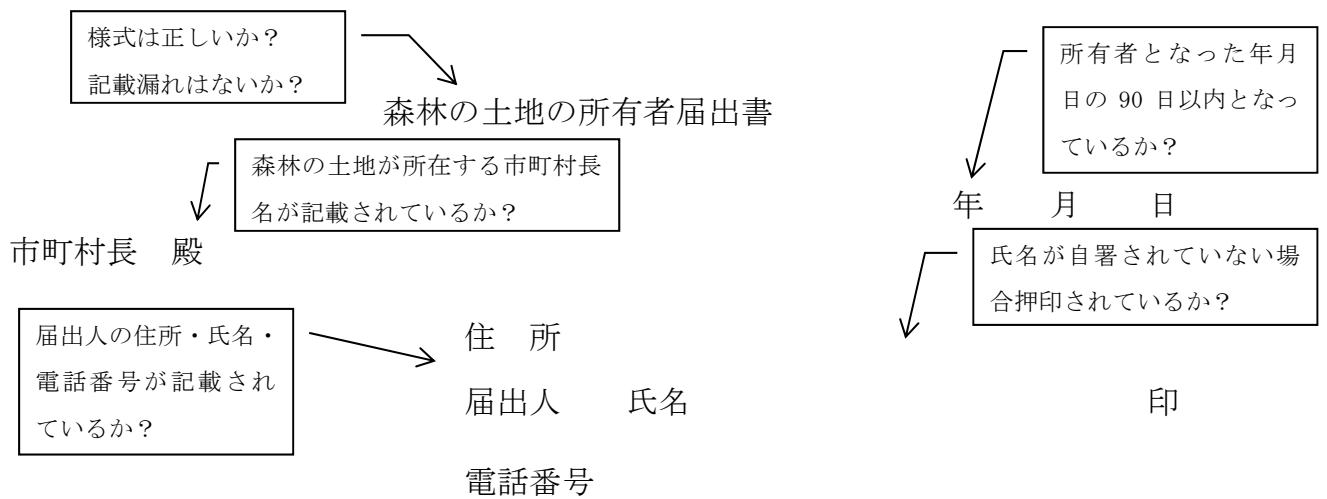 様式は正しいか？
記載漏れはないか？
所有者となった年月
日の 90 日以内となっ
ているか？
森林の土地の所有者届出書
森林の土地が所在する市町村長
名が記載されているか？
年　　月　　日
市町村長　殿
氏名が自署されていない場
合押印されているか？
届出人の住所・氏名・
電話番号が記載され
ているか？
住　所
届出人　　氏名　　　　　　　　　　　　　　印
電話番号